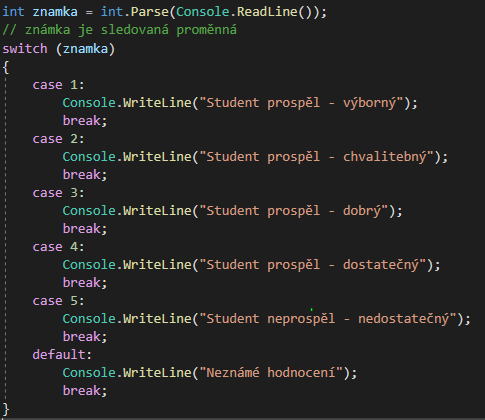 int znamka = int.Parse(Console.ReadLine());
// známka je sledovaná proměnná
switch (znamka)
{
    case 1:
        Console.WriteLine("Student prospěl - výborný");
        break;
    case 2:
        Console.WriteLine("Student prospěl - chvalitebný");
        break;
    case 3:
        Console.WriteLine("Student prospěl - dobrý");
        break;
    case 4:
        Console.WriteLine("Student prospěl - dostatečný");
        break;
    case 5:
        Console.WriteLine("Student neprospěl - nedostatečný");
        break;
    default:
        Console.WriteLine("Neznámé hodnocení");
        break;
}